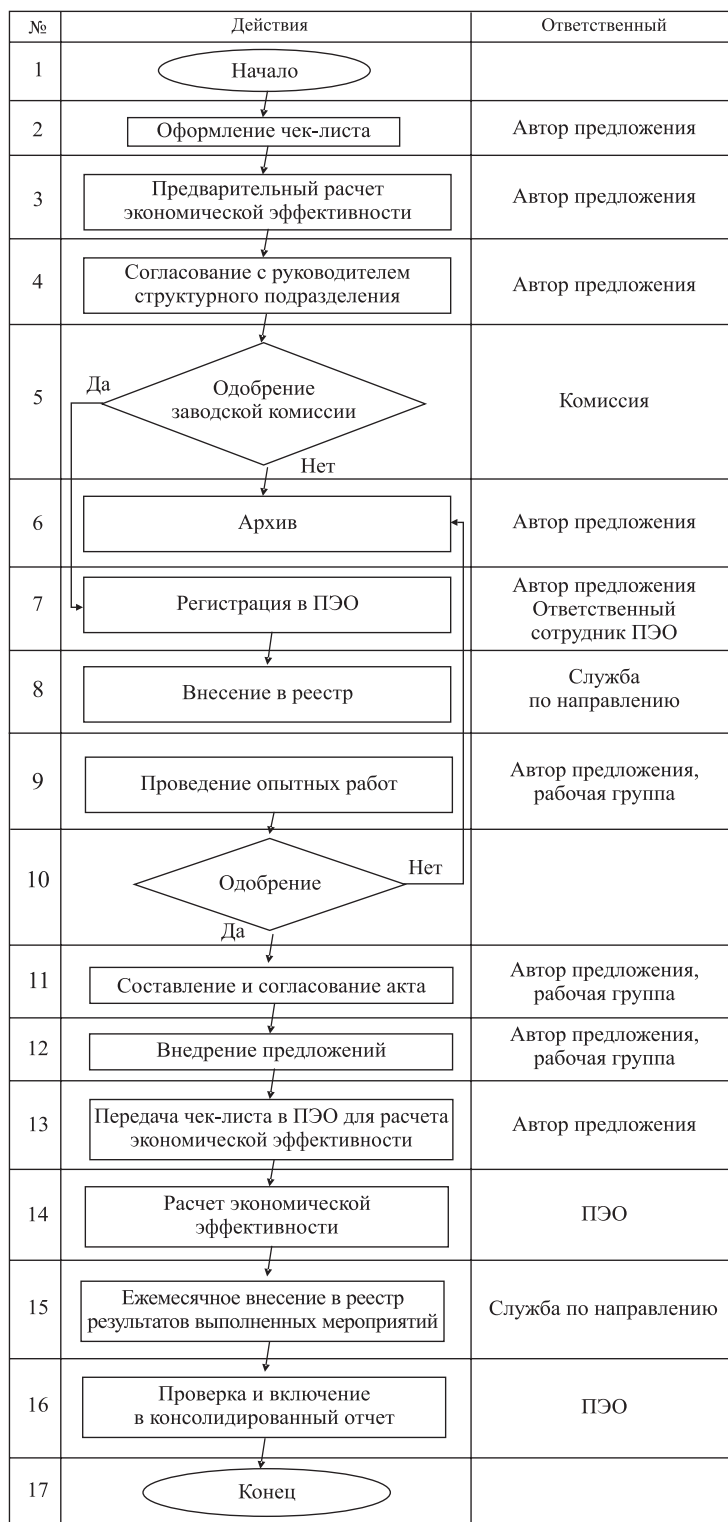 № Действия Ответственный
1 Начало
2 Оформление чек-листа Автор предложения
3 Предварительный расчет
экономической эффективности Автор предложения
4 Согласование с руководителем
структурного подразделения Автор предложения
Да
5 Одобрение
заводской комиссии Комиссия
Нет
6 Архив Автор предложения
7 Регистрация в ПЭО Автор предложения
Ответственный
сотрудник ПЭО
8 Внесение в реестр Служба
по направлению
9 Проведение опытных работ Автор предложения,
рабочая группа
10 Одобрение Нет
Да
11 Составление и согласование акта Автор предложения,
рабочая группа
12 Внедрение предложений Автор предложения,
рабочая группа
13 Передача чек-листа в ПЭО для расчета
экономической эффективности Автор предложения
14 Расчет экономической
эффективности ПЭО
15 Ежемесячное внесение в реестр
результатов выполненных мероприятий Служба по направлению
16 Проверка и включение
в консолидированный отчет ПЭО
17 Конец